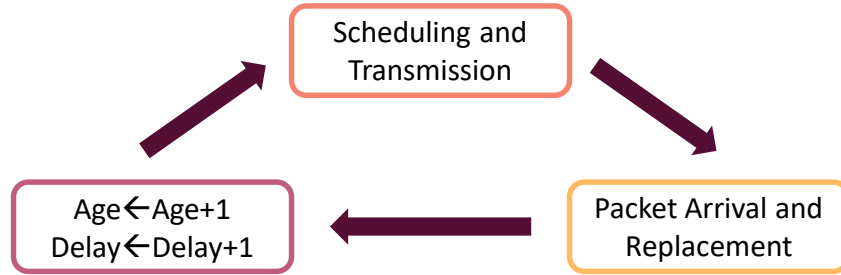 Scheduling and
Transmission
Age←Age+1
Delay←Delay+1
Packet Arrival and
Replacement